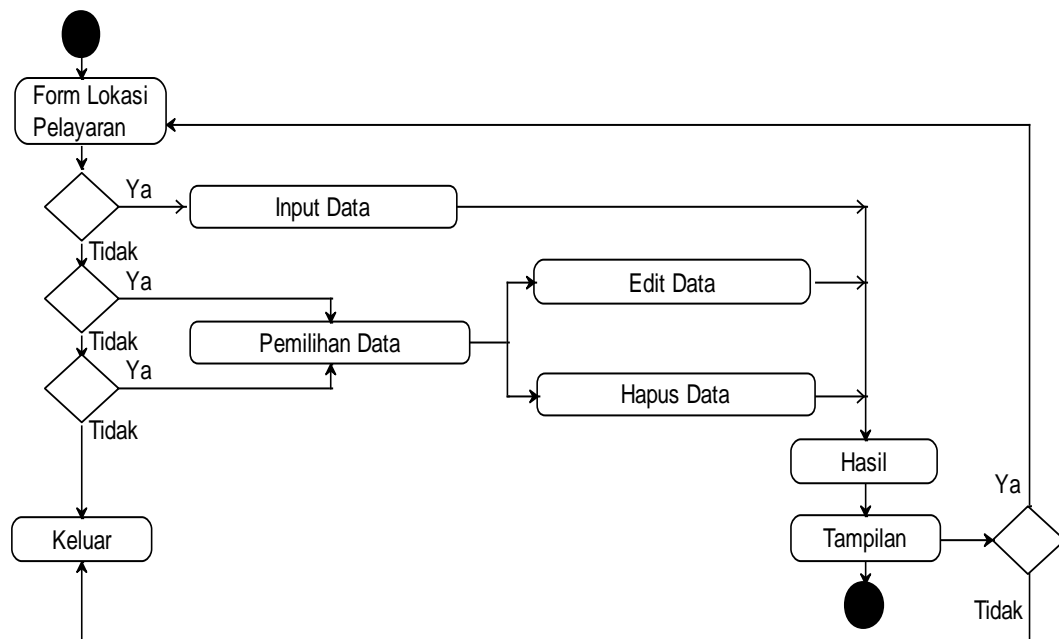 Form Lokasi
Pelayaran
Ya
Input Data
Tidak
Ya
Edit Data
Tidak
Pemilihan Data
Ya
Hapus Data
Tidak
Hasil
Ya
Keluar
Tampilan
Tidak